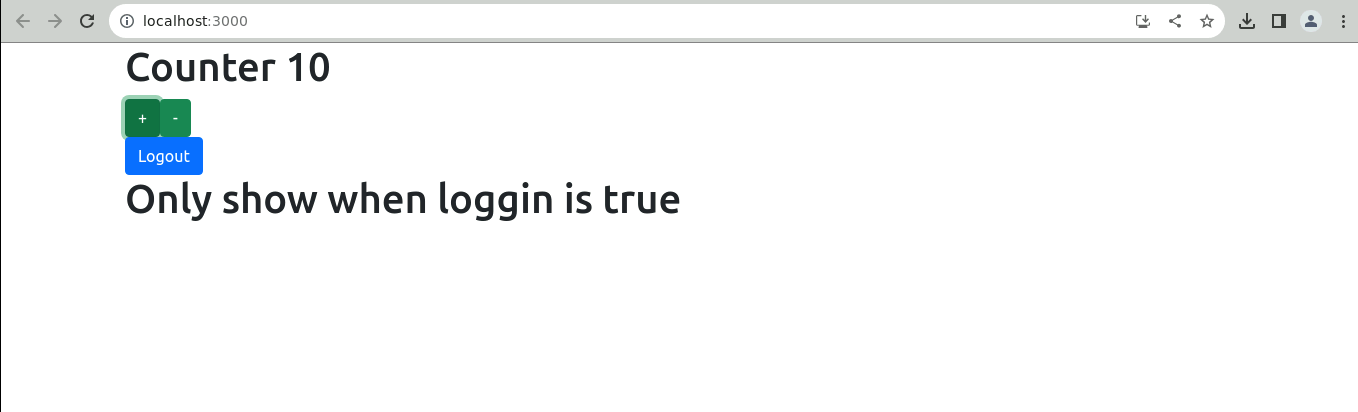 localhost:3000
Counter 10
+ -
Logout
Only show when loggin is true